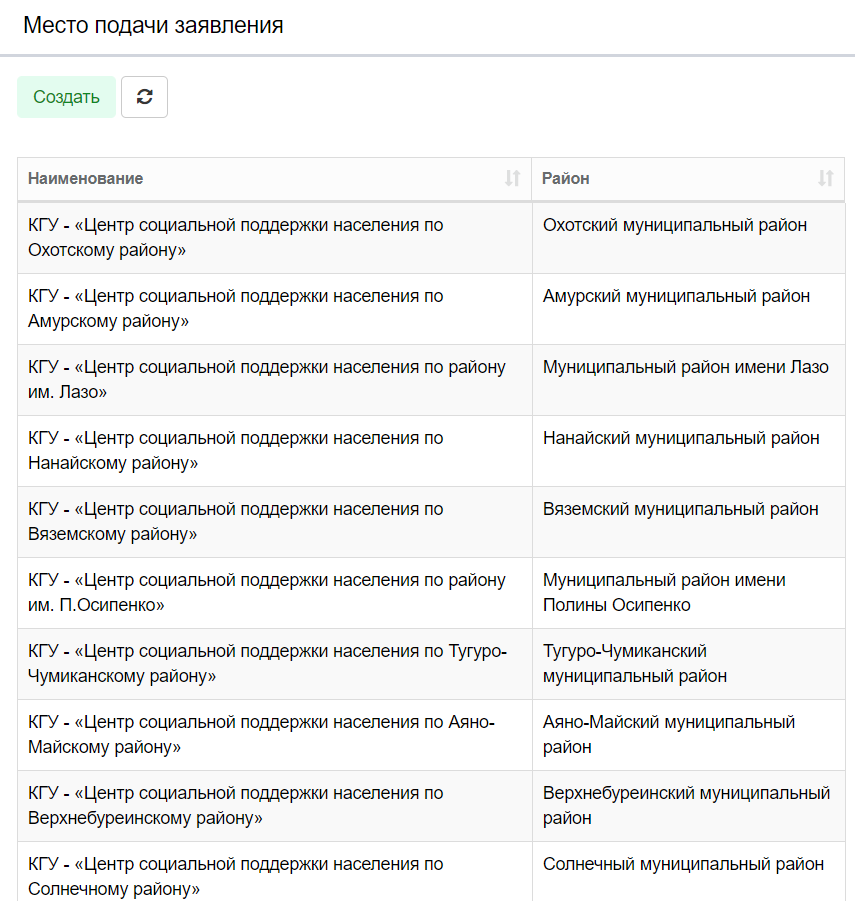 Место подачи заявления
Создать
Наименование
Район
КГУ - «Центр социальной поддержки населения по
Охотскому району»
Охотский муниципальный район
КГУ - «Центр социальной поддержки населения по
Амурскому району»
Амурский муниципальный район
КГУ - «Центр социальной поддержки населения по району
им. Лазо»
Муниципальный район имени Лазо
КГУ - «Центр социальной поддержки населения по
Нанайскому району»
Нанайский муниципальный район
КГУ - «Центр социальной поддержки населения по
Вяземскому району»
Вяземский муниципальный район
КГУ - «Центр социальной поддержки населения по району
им. П.Осипенко»
Муниципальный район имени
Полины Осипенко
КГУ - «Центр социальной поддержки населения по Тугуро-
Чумиканскому району»
Тугуро-Чумиканский
муниципальный район
КГУ - «Центр социальной поддержки населения по Аяно-
Майскому району»
Аяно-Майский муниципальный
район
КГУ - «Центр социальной поддержки населения по
Верхнебуреинскому району»
Верхнебуреинский муниципальный
район
КГУ - «Центр социальной поддержки населения по
Солнечному району»
Солнечный муниципальный район